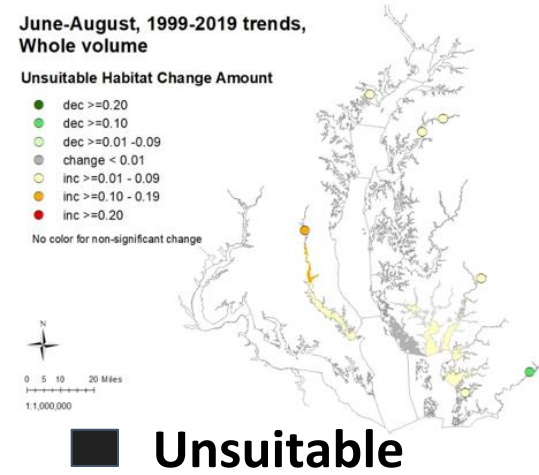 June-August, 1999-2019 trends,
Whole volume
Unsuitable Habitat Change Amount
dec >=0.20
dec >=0.10
dec >=0.01 -0.09
change < 0.01
inc >=0.01 - 0.09
inc >=0.10 - 0.19
inc >=0.20
No color for non-significant change
N
0 5 10 20 Miles
1:1,000,000
Unsuitable